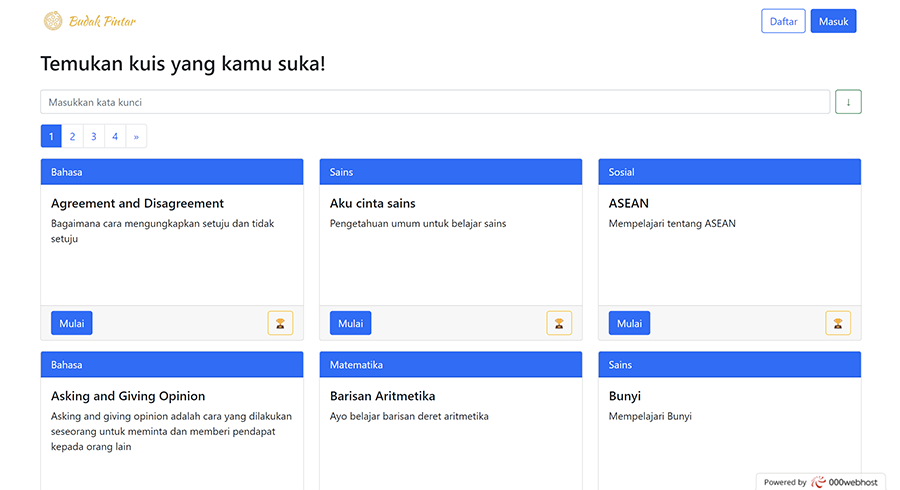 Budak Pintar
Daftar
Masuk
Temukan kuis yang kamu suka!
Masukkan kata kunci
↓
1 2 3 4 »
Bahasa
Agreement and Disagreement
Bagaimana cara mengungkapkan setuju dan tidak
setuju
Mulai
Sains
Aku cinta sains
Pengetahuan umum untuk belajar sains
Mulai
Sosial
ASEAN
Mempelajari tentang ASEAN
Mulai
Bahasa
Asking and Giving Opinion
Asking and giving opinion adalah cara yang dilakukan
seseorang untuk meminta dan memberi pendapat
kepada orang lain
Matematika
Barisan Aritmetika
Ayo belajar barisan deret aritmetika
Sains
Bunyi
Mempelajari Bunyi
Powered by 000webhost